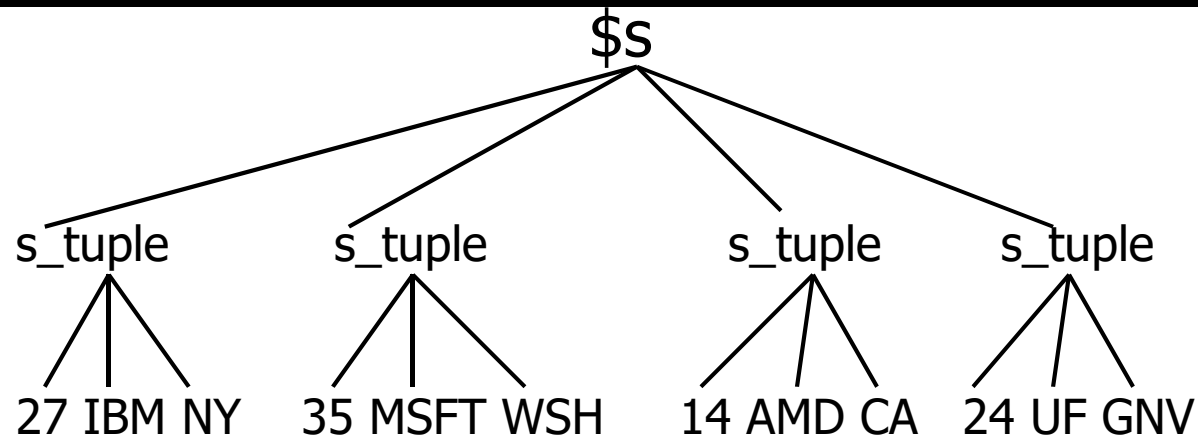 $s
s_tuple s_tuple s_tuple s_tuple
27 IBM NY 35 MSFT WSH 14 AMD CA 24 UF GNV